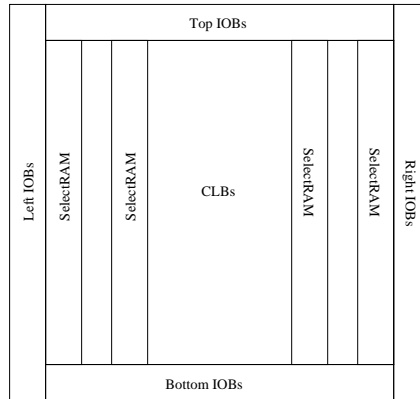 Top IOBs
Left IOBs
SelectRAM
SelectRAM
CLBs
SelectRAM
SelectRAM
Right IOBs
Bottom IOBs